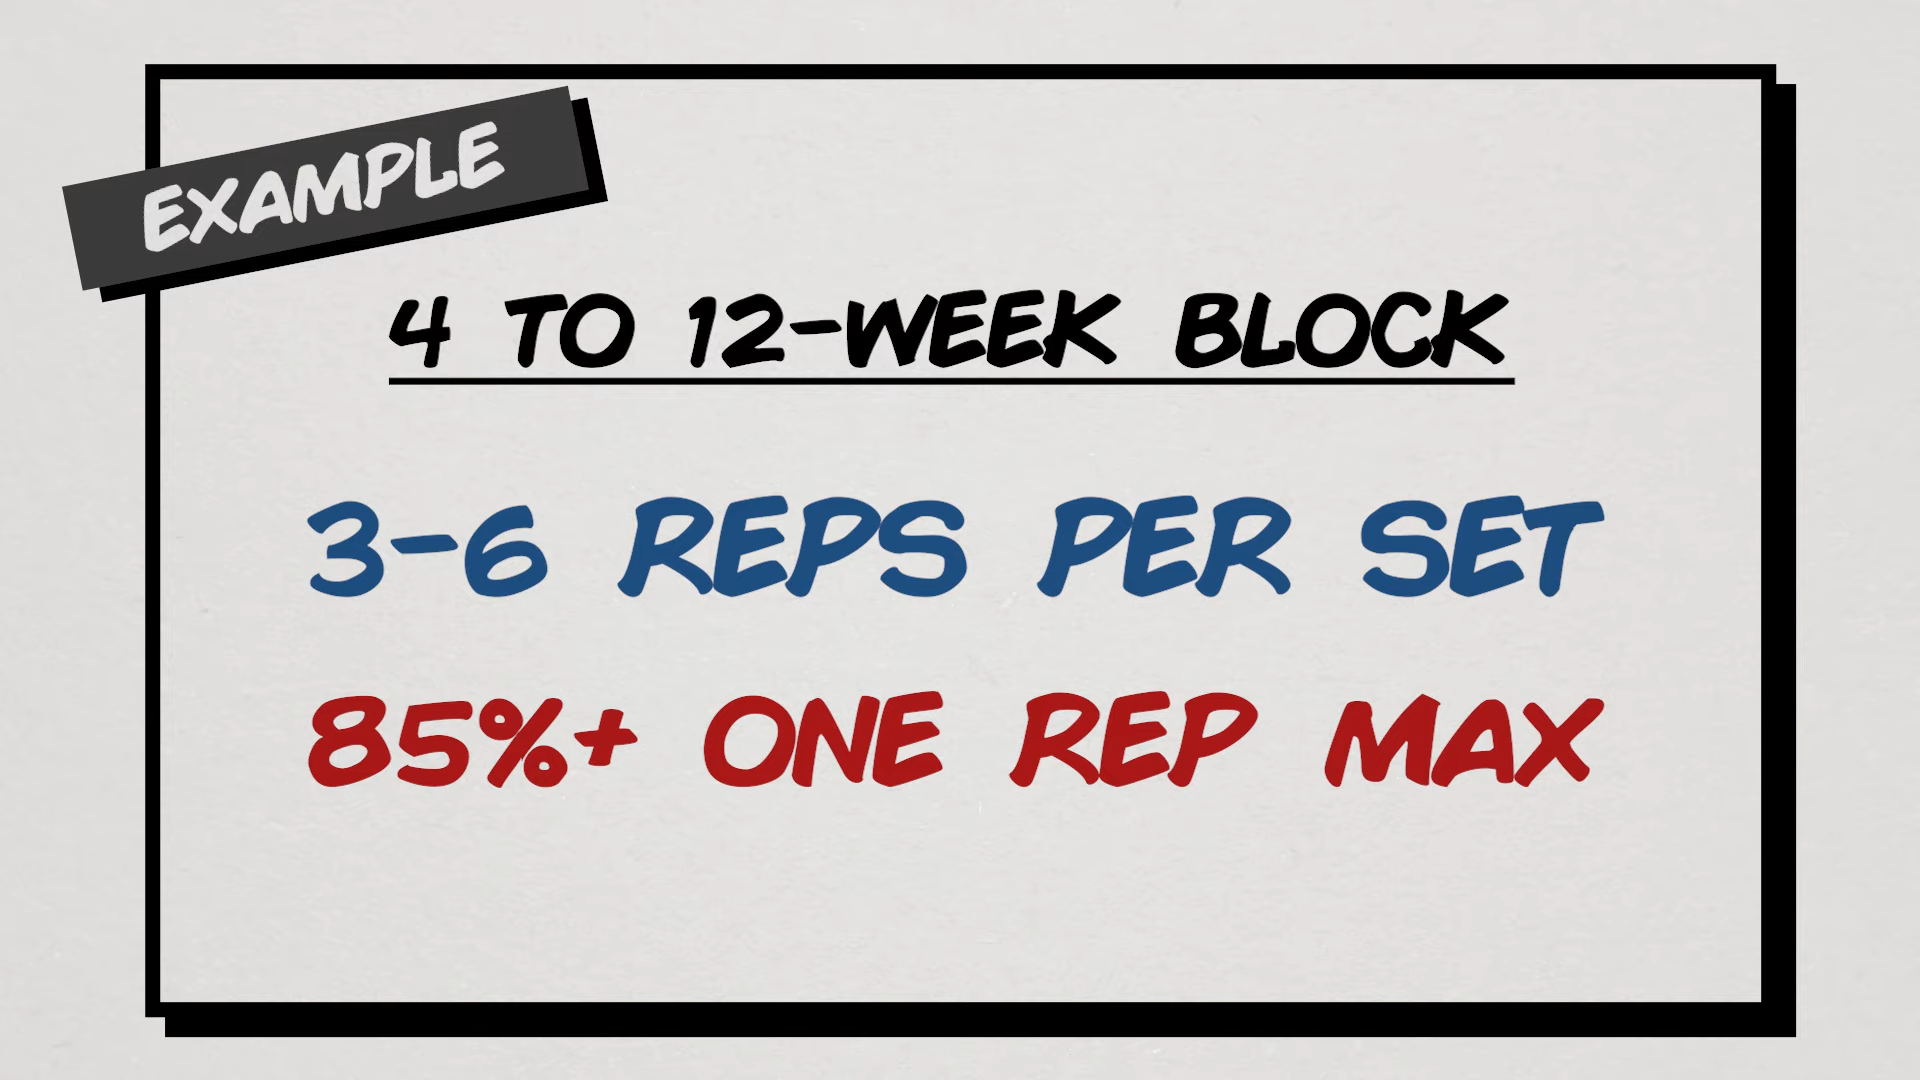 EXAMPLE
4 TO 12-WEEK BLOCK
3-6 REPS PER SET
85%+ ONE REP MAX